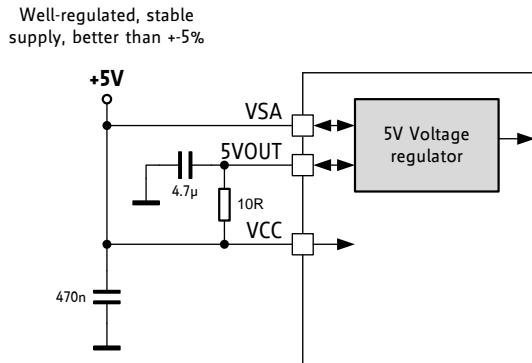 Well-regulated, stable
supply, better than +-5%
+5V
VSA
5V Voltage
regulator
5VOUT
4.7µ
10R
VCC
470n